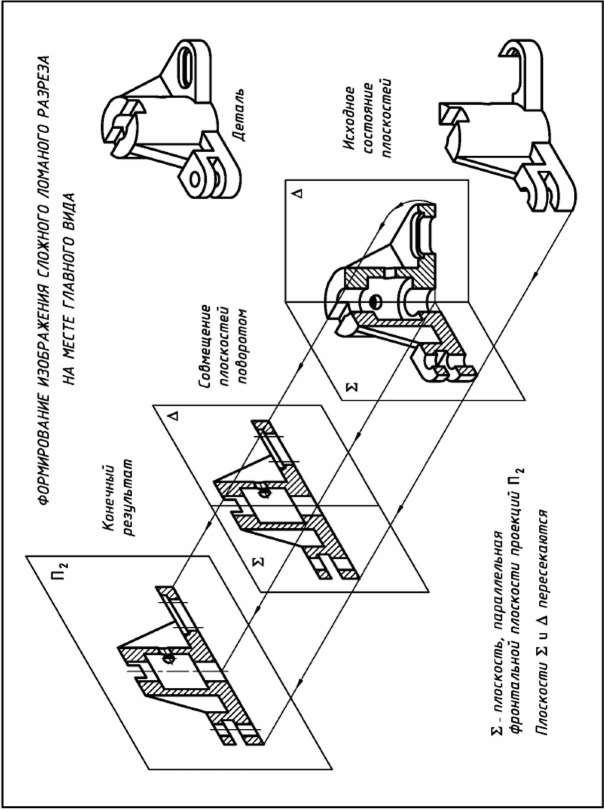 ФОРМИРОВАНИЕ ИЗОБРАЖЕНИЯ СЛОЖНОГО ЛОМАНОГО РАЗРЕЗА
НА МЕСТЕ ГЛАВНОГО ВИДА
Конечный
результат
Совмещение
плоскостей
поворотом
Деталь
Исходное
состояние
плоскостей
П₂
Σ
Δ
Σ
Δ
Σ - плоскость, параллельная
фронтальной плоскости проекций П₂
Плоскости Σ и Δ пересекаются